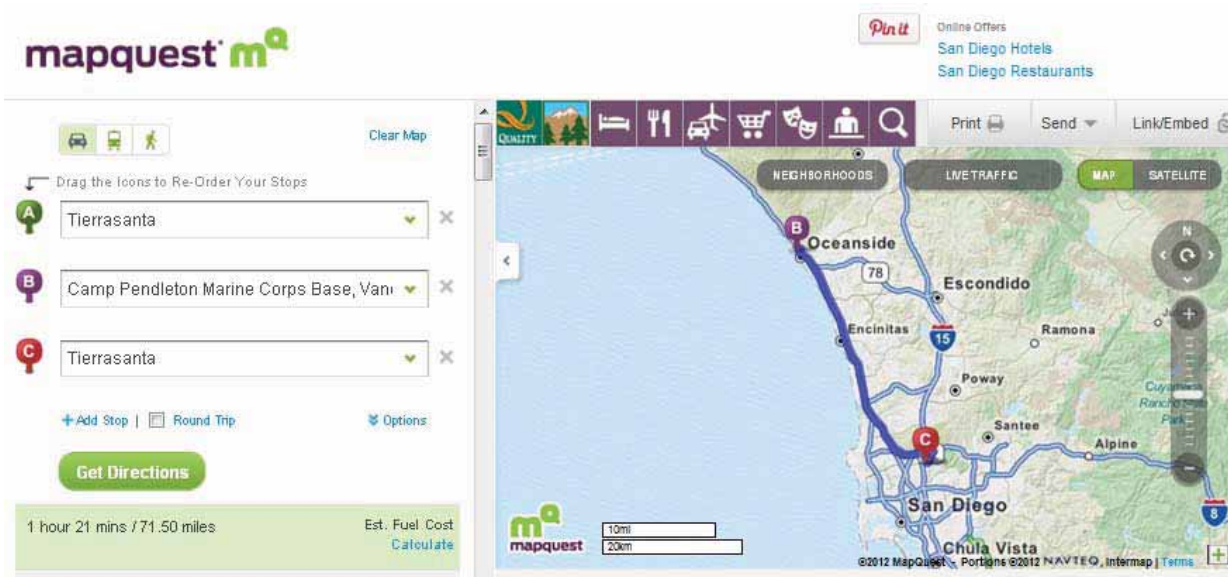 mapquest
Pin it
Online Offers
San Diego Hotels
San Diego Restaurants
Clear Map
Drag the Icons to Re-Order Your Stops
A
Tierrasanta
B
Camp Pendleton Marine Corps Base,
C
Tierrasanta
+ Add Stop | Round Trip
Options
Get Directions
1 hour 21 mins / 71.50 miles
Est. Fuel Cost
Calculate
QUALITY
Print
Send
Link/Embed
NEIGHBORHOODS
LIVE TRAFFIC
MAP
SATELLITE
N
B
Oceanside
78
Escondido
Encinitas
15
Ramona
Poway
Santee
C
Alpine
San Diego
8
Chula Vista
mapquest
10mi
20km
©2012 MapQuest - Portions ©2012 NAVTEQ, Intermap | Terms